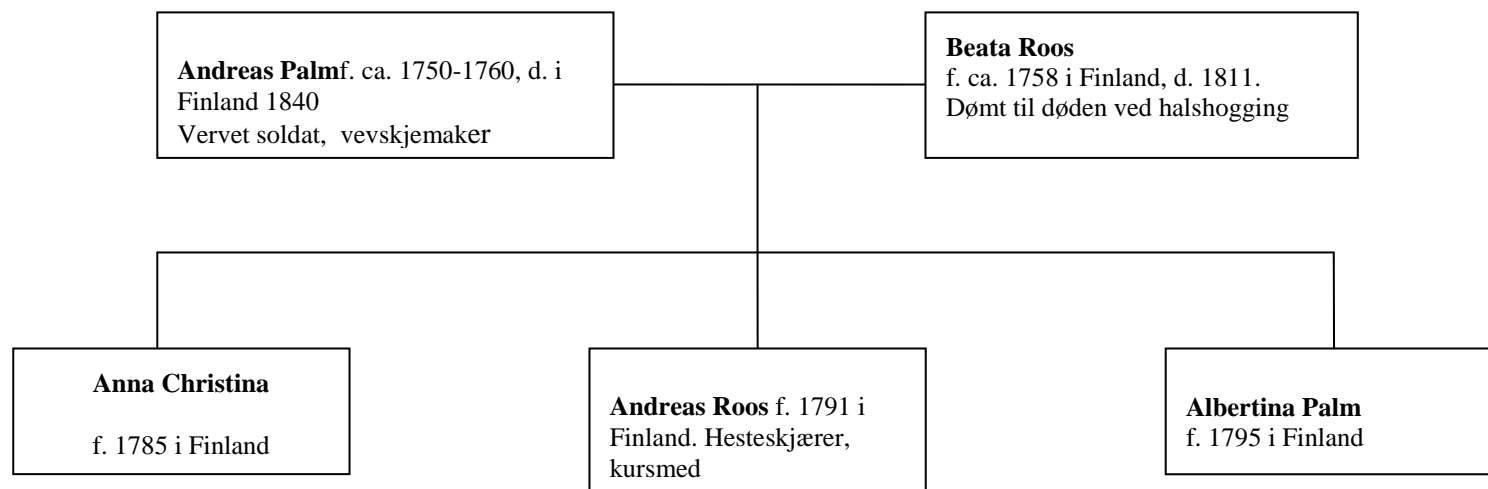 Andreas Palmf. ca. 1750-1760, d. i
Finland 1840
Vervet soldat, vevskjemaker
Beata Roos
f. ca. 1758 i Finland, d. 1811.
Dømt til døden ved halshogging
Anna Christina
f. 1785 i Finland
Andreas Roos f. 1791 i
Finland. Hesteskjærer,
kursmed
Albertina Palm
f. 1795 i Finland